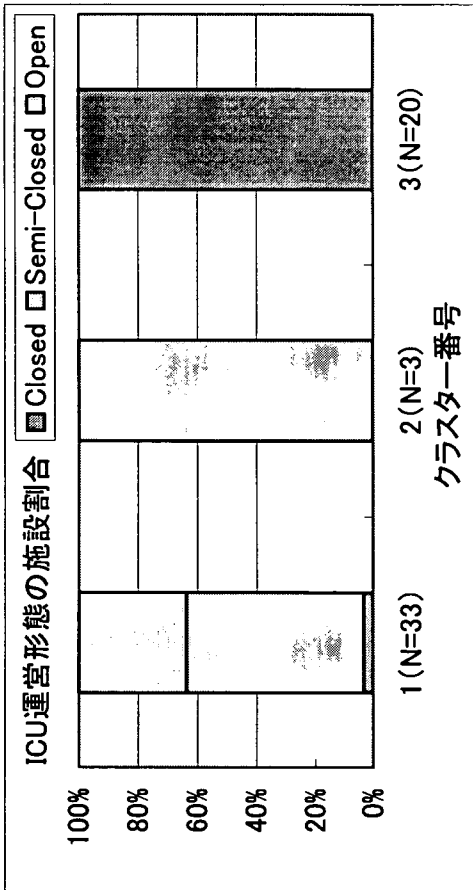 ICU運営形態の施設割合
Closed Semi-Closed Open
100%
80%
60%
40%
20%
0%
1(N=33) 2(N=3) 3(N=20)
クラスター番号